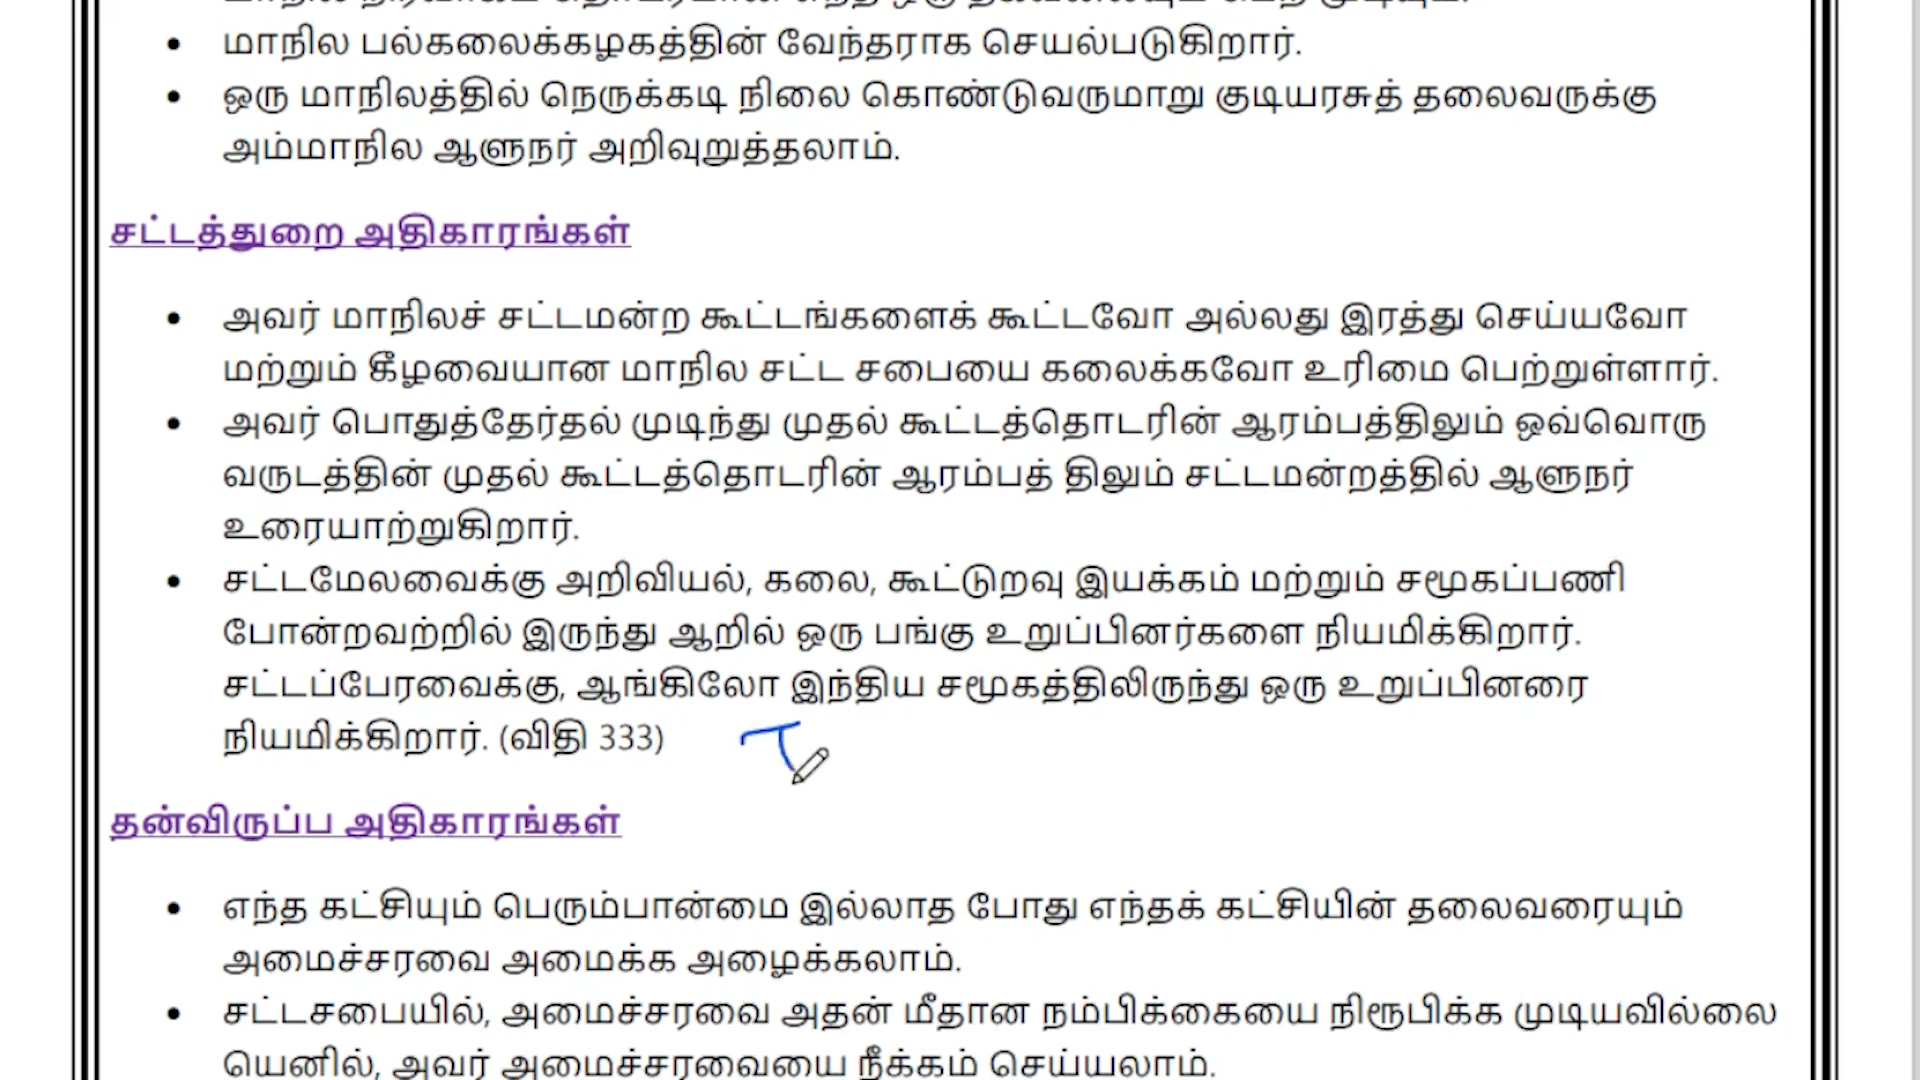 மாநில பல்கலைக்கழகத்தின் வேந்தராக செயல்படுகிறார்.
ஒரு மாநிலத்தில் நெருக்கடி நிலை கொண்டுவருமாறு குடியரசுத் தலைவருக்கு
அம்மாநில ஆளுநர் அறிவுறுத்தலாம்.
சட்டத்துறை அதிகாரங்கள்
அவர் மாநிலச் சட்டமன்ற கூட்டங்களைக் கூட்டவோ அல்லது இரத்து செய்யவோ
மற்றும் கீழவையான மாநில சட்ட சபையை கலைக்கவோ உரிமை பெற்றுள்ளார்.
அவர் பொதுத்தேர்தல் முடிந்து முதல் கூட்டத்தொடரின் ஆரம்பத்திலும் ஒவ்வொரு
வருடத்தின் முதல் கூட்டத்தொடரின் ஆரம்பத் திலும் சட்டமன்றத்தில் ஆளுநர்
உரையாற்றுகிறார்.
சட்டமேலவைக்கு அறிவியல், கலை, கூட்டுறவு இயக்கம் மற்றும் சமூகப்பணி
போன்றவற்றில் இருந்து ஆறில் ஒரு பங்கு உறுப்பினர்களை நியமிக்கிறார்.
சட்டப்பேரவைக்கு, ஆங்கிலோ இந்திய சமூகத்திலிருந்து ஒரு உறுப்பினரை
நியமிக்கிறார். (விதி 333)
தன்விருப்ப அதிகாரங்கள்
எந்த கட்சியும் பெரும்பான்மை இல்லாத போது எந்தக் கட்சியின் தலைவரையும்
அமைச்சரவை அமைக்க அழைக்கலாம்.
சட்டசபையில், அமைச்சரவை அதன் மீதான நம்பிக்கையை நிரூபிக்க முடியவில்லை
யெனில், அவர் அமைச்சரவையை நீக்கம் செய்யலாம்.